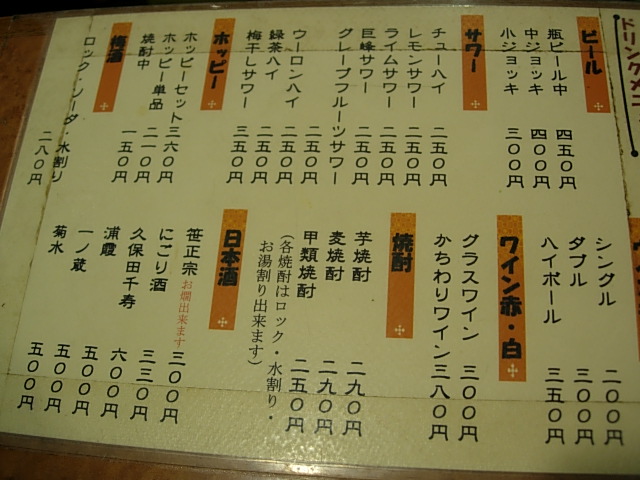 ドリンクメニ
ビール
瓶ビール中 四五〇円
中ジョッキ 四〇〇円
小ジョッキ 三〇〇円
サワー
チューハイ 二五〇円
レモンサワー 二五〇円
ライムサワー 二五〇円
巨峰サワー 二五〇円
グレープフルーツサワー 二五〇円
ウーロンハイ 二五〇円
緑茶ハイ 二五〇円
梅干しサワー 三五〇円
ホッピー
ホッピーセット 三六〇円
ホッピー単品 二一〇円
焼酎中 一五〇円
梅酒
ロック・ソーダ・水割り 二八〇円
シングル 二〇〇円
ダブル 三〇〇円
ハイボール 三五〇円
ワイン赤・白
グラスワイン 三〇〇円
かちわりワイン 三八〇円
焼酎
芋焼酎 二九〇円
麦焼酎 二九〇円
甲類焼酎 二五〇円
(各焼酎はロック・水割り・
お湯割り出来ます)
日本酒
笹正宗 お燗出来ます 三〇〇円
にごり酒 三三〇円
久保田千寿 六〇〇円
浦霞 五〇〇円
一ノ蔵 五〇〇円
菊水 五〇〇円